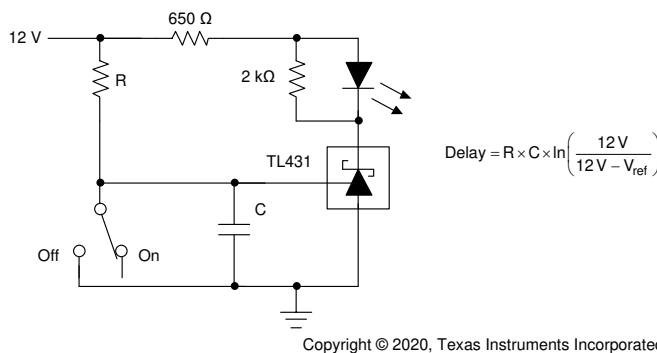 650 Ω
12 V
R
2 kΩ
TL431
Delay = R × C × ln(12 V / (12 V − Vref))
C
Off
On
Copyright © 2020, Texas Instruments Incorporated